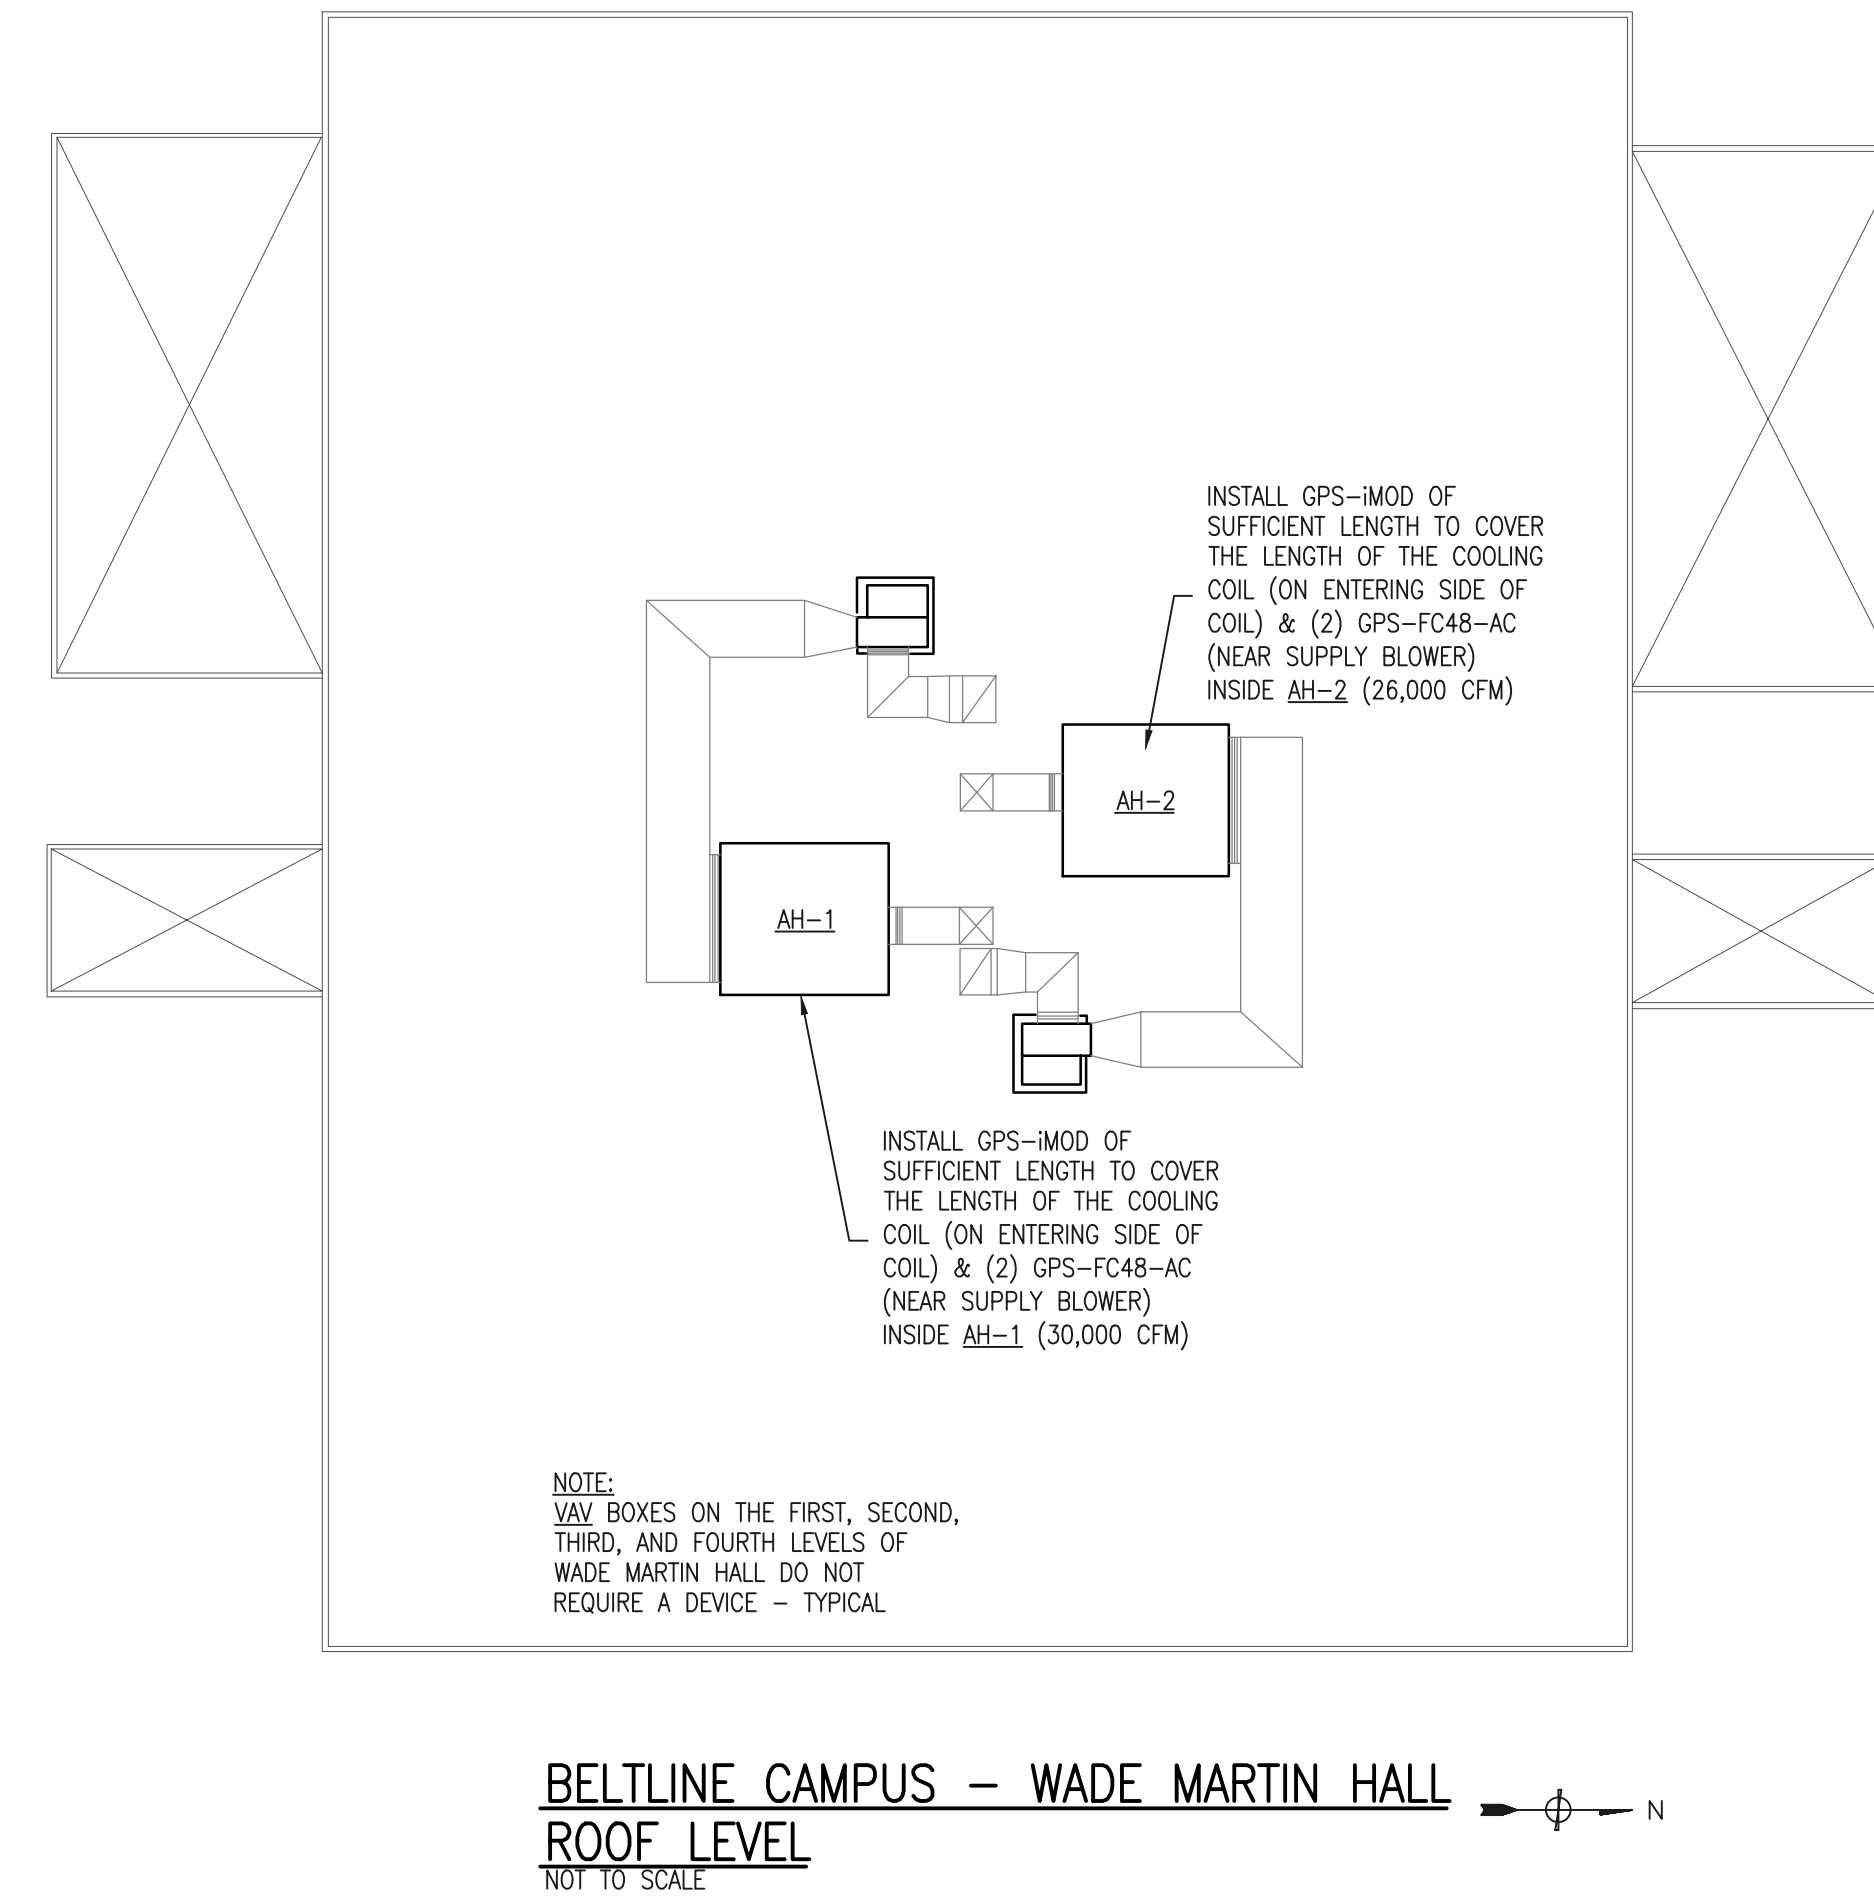 INSTALL GPS-iMOD OF
SUFFICIENT LENGTH TO COVER
THE LENGTH OF THE COOLING
COIL (ON ENTERING SIDE OF
COIL) & (2) GPS-FC48-AC
(NEAR SUPPLY BLOWER)
INSIDE AH-2 (26,000 CFM)
AH-2
AH-1
INSTALL GPS-iMOD OF
SUFFICIENT LENGTH TO COVER
THE LENGTH OF THE COOLING
COIL (ON ENTERING SIDE OF
COIL) & (2) GPS-FC48-AC
(NEAR SUPPLY BLOWER)
INSIDE AH-1 (30,000 CFM)
NOTE:
VAV BOXES ON THE FIRST, SECOND,
THIRD, AND FOURTH LEVELS OF
WADE MARTIN HALL DO NOT
REQUIRE A DEVICE - TYPICAL
BELTLINE CAMPUS - WADE MARTIN HALL
N
ROOF LEVEL
NOT TO SCALE